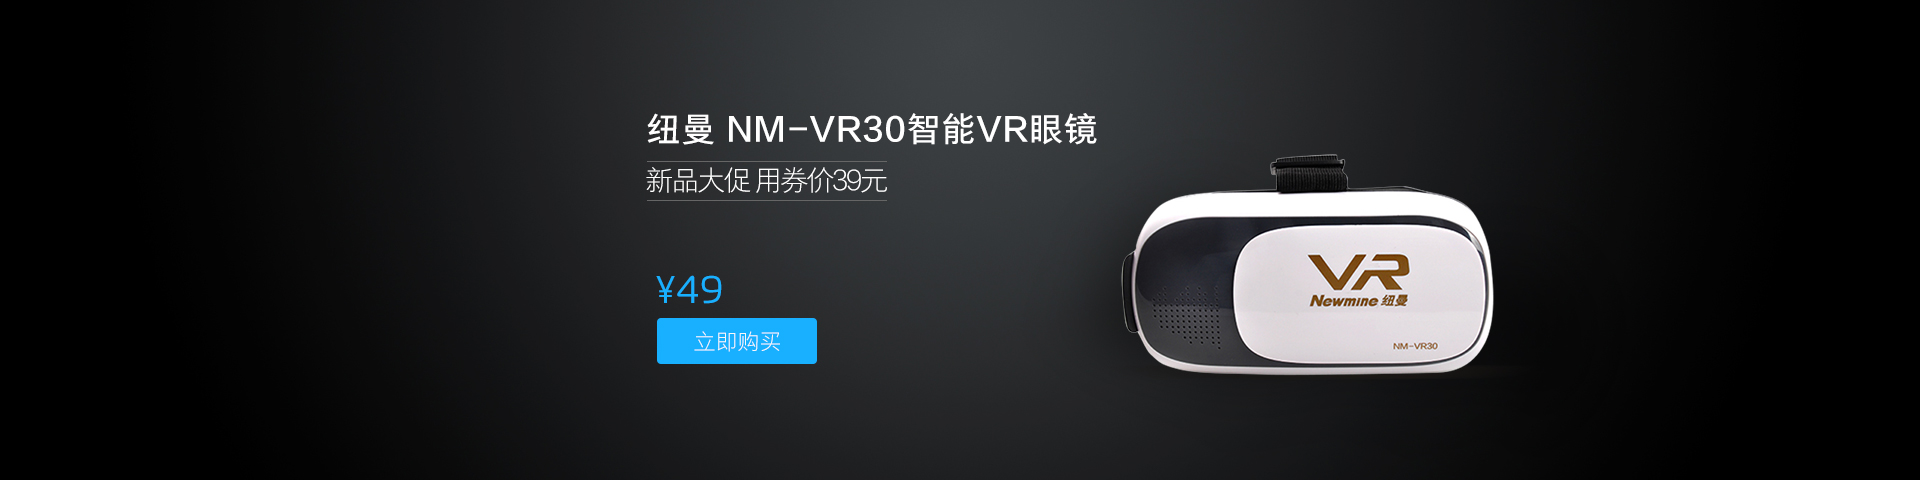 纽曼 NM-VR30智能VR眼镜
新品大促 用券价39元
¥49
立即购买
VR
Newmine 纽曼
NM-VR30